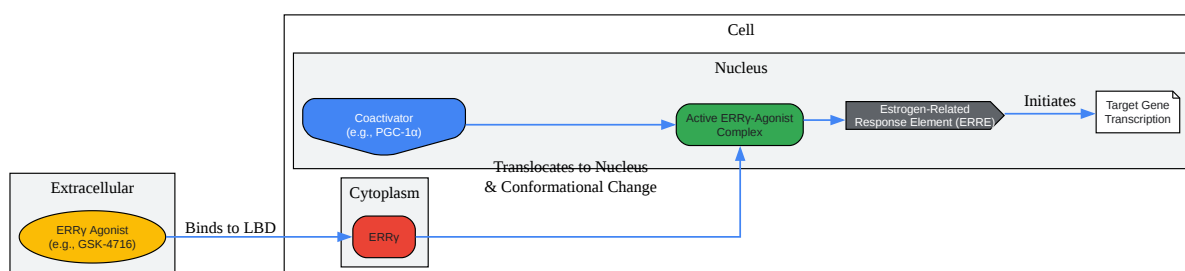 Cell
Nucleus
Coactivator
(e.g., PGC-1α)
Active ERRγ-Agonist
Complex
Estrogen-Related
Response Element (ERRE)
Initiates
Target Gene
Transcription
Translocates to Nucleus
& Conformational Change
Extracellular
ERRγ Agonist
(e.g., GSK-4716)
Binds to LBD
Cytoplasm
ERRγ